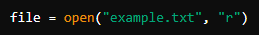 file = open("example.txt", "r")